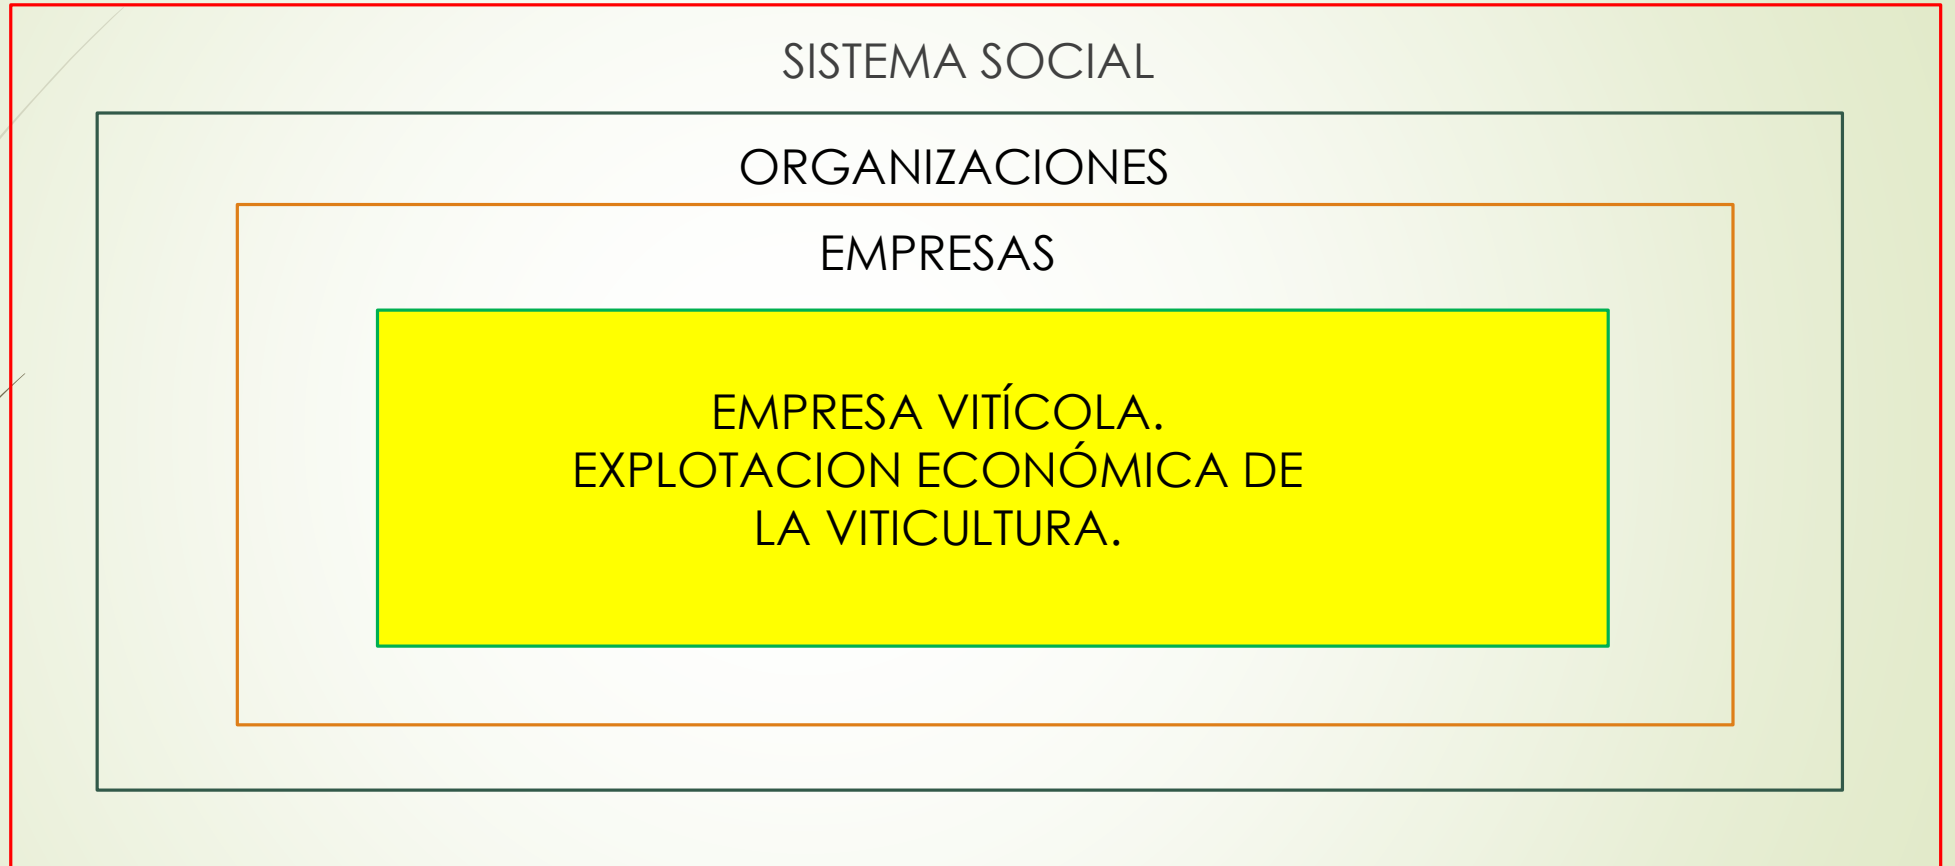 SISTEMA SOCIAL
ORGANIZACIONES
EMPRESAS
EMPRESA VITÍCOLA.
EXPLOTACION ECONÓMICA DE
LA VITICULTURA.